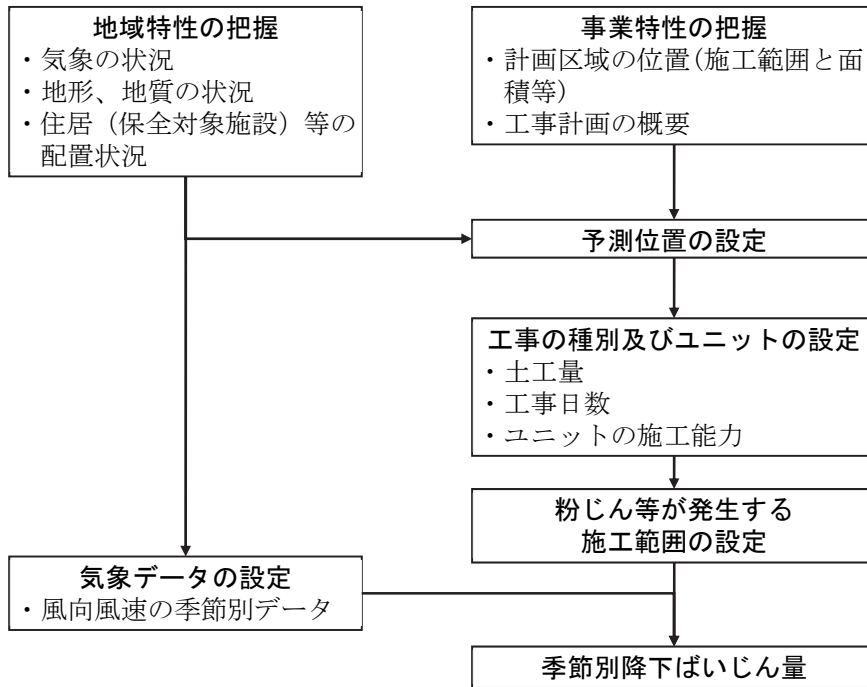 地域特性の把握
・気象の状況
・地形、地質の状況
・住居（保全対象施設）等の
配置状況
事業特性の把握
・計画区域の位置(施工範囲と面
積等)
・工事計画の概要
予測位置の設定
工事の種別及びユニットの設定
・土工量
・工事日数
・ユニットの施工能力
粉じん等が発生する
施工範囲の設定
気象データの設定
・風向風速の季節別データ
季節別降下ばいじん量